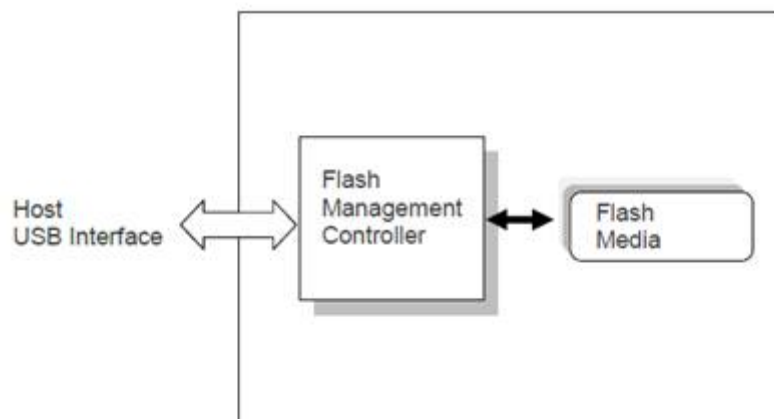 Host
USB Interface
Flash
Management
Controller
Flash
Media